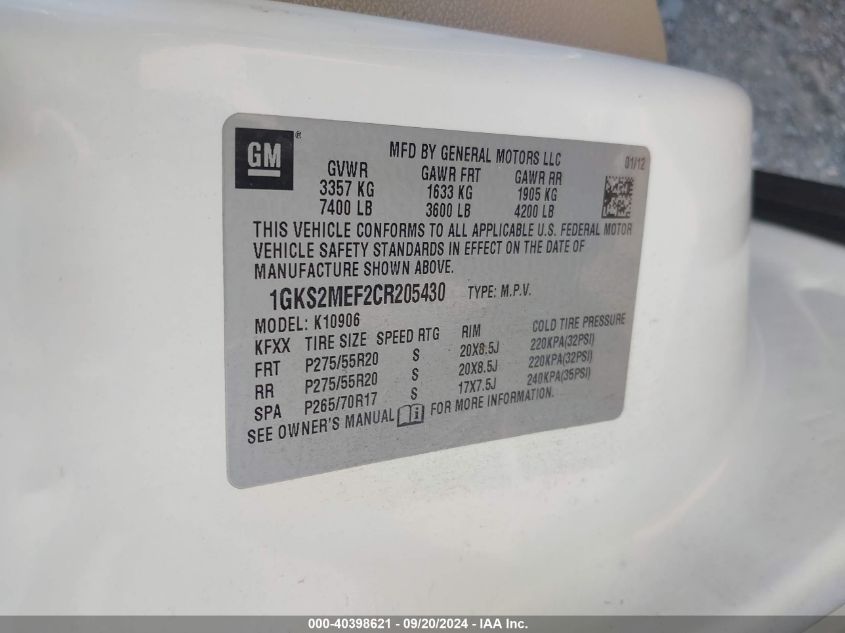 GM®
MFD BY GENERAL MOTORS LLC
01/12
GVWR GAWR FRT GAWR RR
3357 KG 1633 KG 1905 KG
7400 LB 3600 LB 4200 LB
THIS VEHICLE CONFORMS TO ALL APPLICABLE U.S. FEDERAL MOTOR
VEHICLE SAFETY STANDARDS IN EFFECT ON THE DATE OF
MANUFACTURE SHOWN ABOVE.
1GKS2MEF2CR205430 TYPE: M.P.V.
MODEL: K10906
KFXX TIRE SIZE SPEED RTG RIM COLD TIRE PRESSURE
FRT P275/55R20 S 20X8.5J 220KPA(32PSI)
RR P275/55R20 S 20X8.5J 220KPA(32PSI)
SPA P265/70R17 S 17X7.5J 240KPA(35PSI)
SEE OWNER'S MANUAL i FOR MORE INFORMATION.
000-40398621 - 09/20/2024 - IAA Inc.